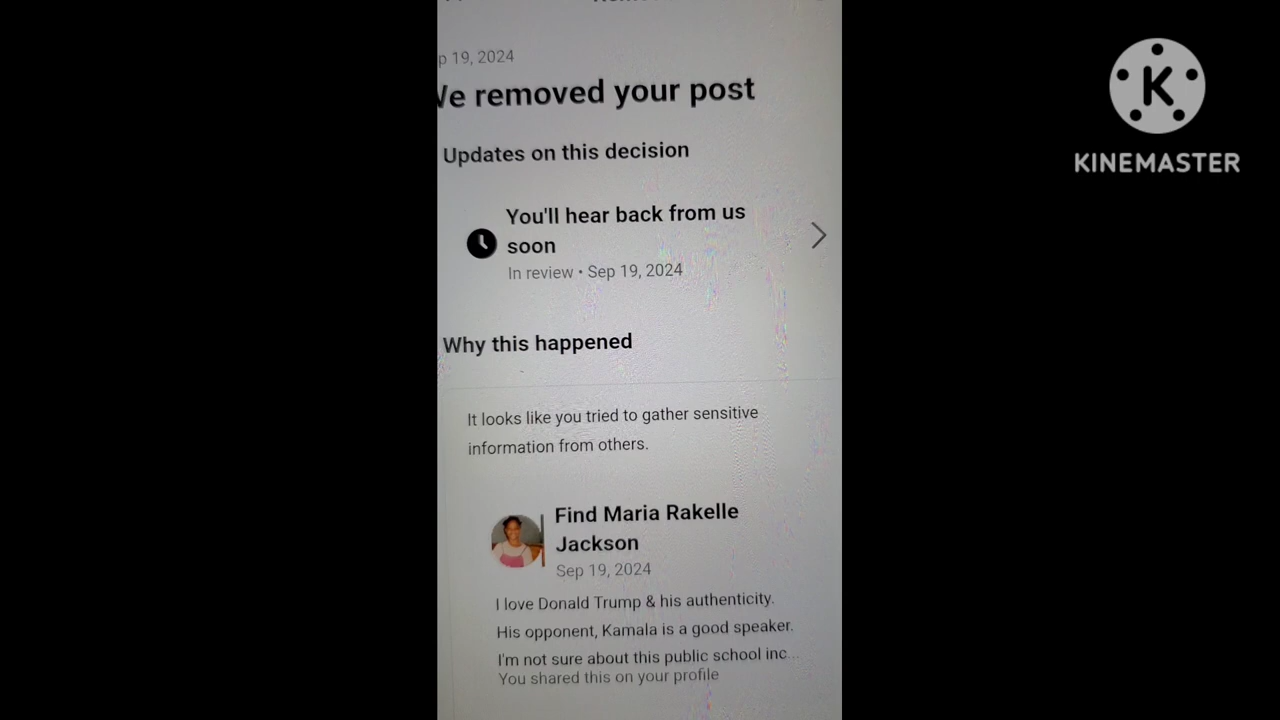 p 19, 2024
We removed your post
Updates on this decision
You'll hear back from us
soon
In review • Sep 19, 2024
Why this happened
It looks like you tried to gather sensitive
information from others.
Find Maria Rakelle
Jackson
Sep 19, 2024
I love Donald Trump & his authenticity.
His opponent, Kamala is a good speaker.
I'm not sure about this public school inc...
You shared this on your profile
K
KINEMASTER